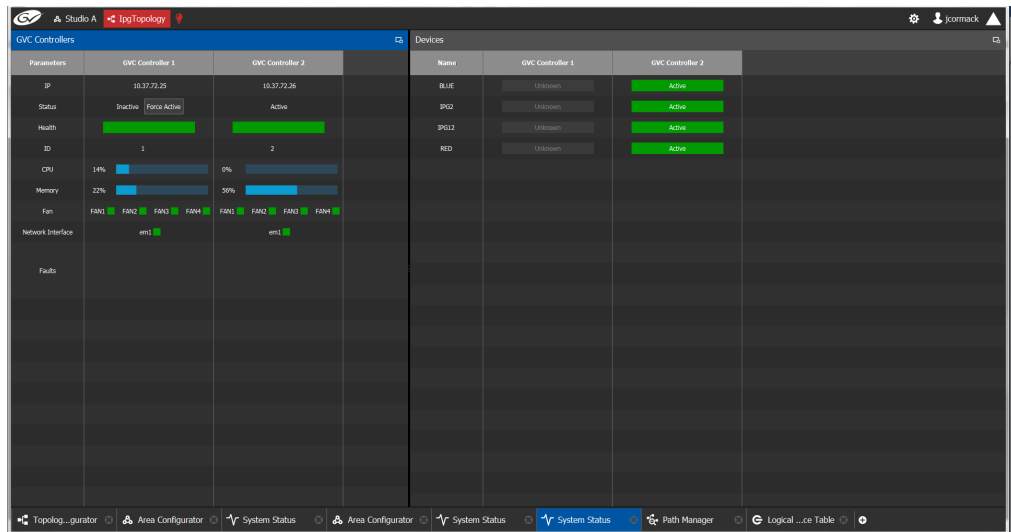 GV Studio A IpgTopology jcormack
GVC Controllers
Devices
Parameters GVC Controller 1 GVC Controller 2
Name GVC Controller 1 GVC Controller 2
IP 10.37.72.25 10.37.72.26
BLUE Unknown Active
Status Inactive Force Active Active
IPG2 Unknown Active
Health
IPG12 Unknown Active
ID 1 2
RED Unknown Active
CPU 14% 0%
Memory 22% 56%
Fan FAN1 FAN2 FAN3 FAN4 FAN1 FAN2 FAN3 FAN4
Network Interface em1 em1
Faults
Topolog...gurator Area Configurator System Status Area Configurator System Status System Status Path Manager Logical ...ce Table